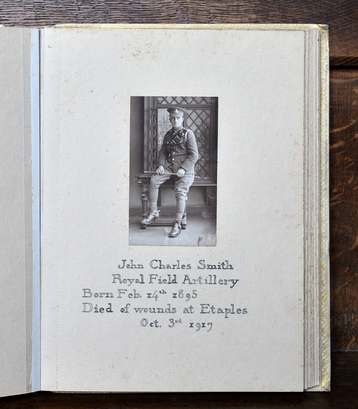 John Charles Smith
Royal Field Artillery
Born Feb. 14th 1895
Died of wounds at Etaples
Oct. 3rd 1917